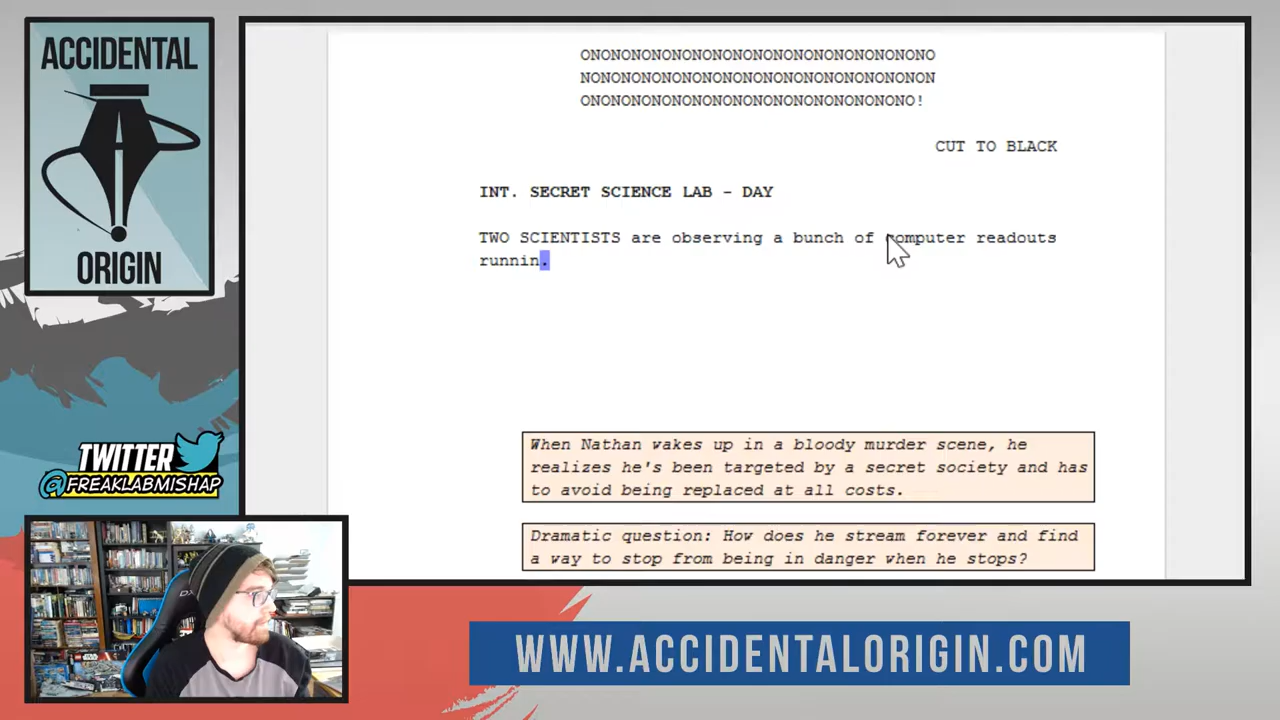 ACCIDENTAL
ORIGIN
ONONONONONONONONONONONONONONONONONO
NONONONONONONONONONONONONONONONONON
ONONONONONONONONONONONONONONONONO!
CUT TO BLACK
INT. SECRET SCIENCE LAB - DAY
TWO SCIENTISTS are observing a bunch of computer readouts
runnin.
When Nathan wakes up in a bloody murder scene, he
realizes he's been targeted by a secret society and has
to avoid being replaced at all costs.
Dramatic question: How does he stream forever and find
a way to stop from being in danger when he stops?
TWITTER
@FREAKLABMISHAP
WWW.ACCIDENTALORIGIN.COM